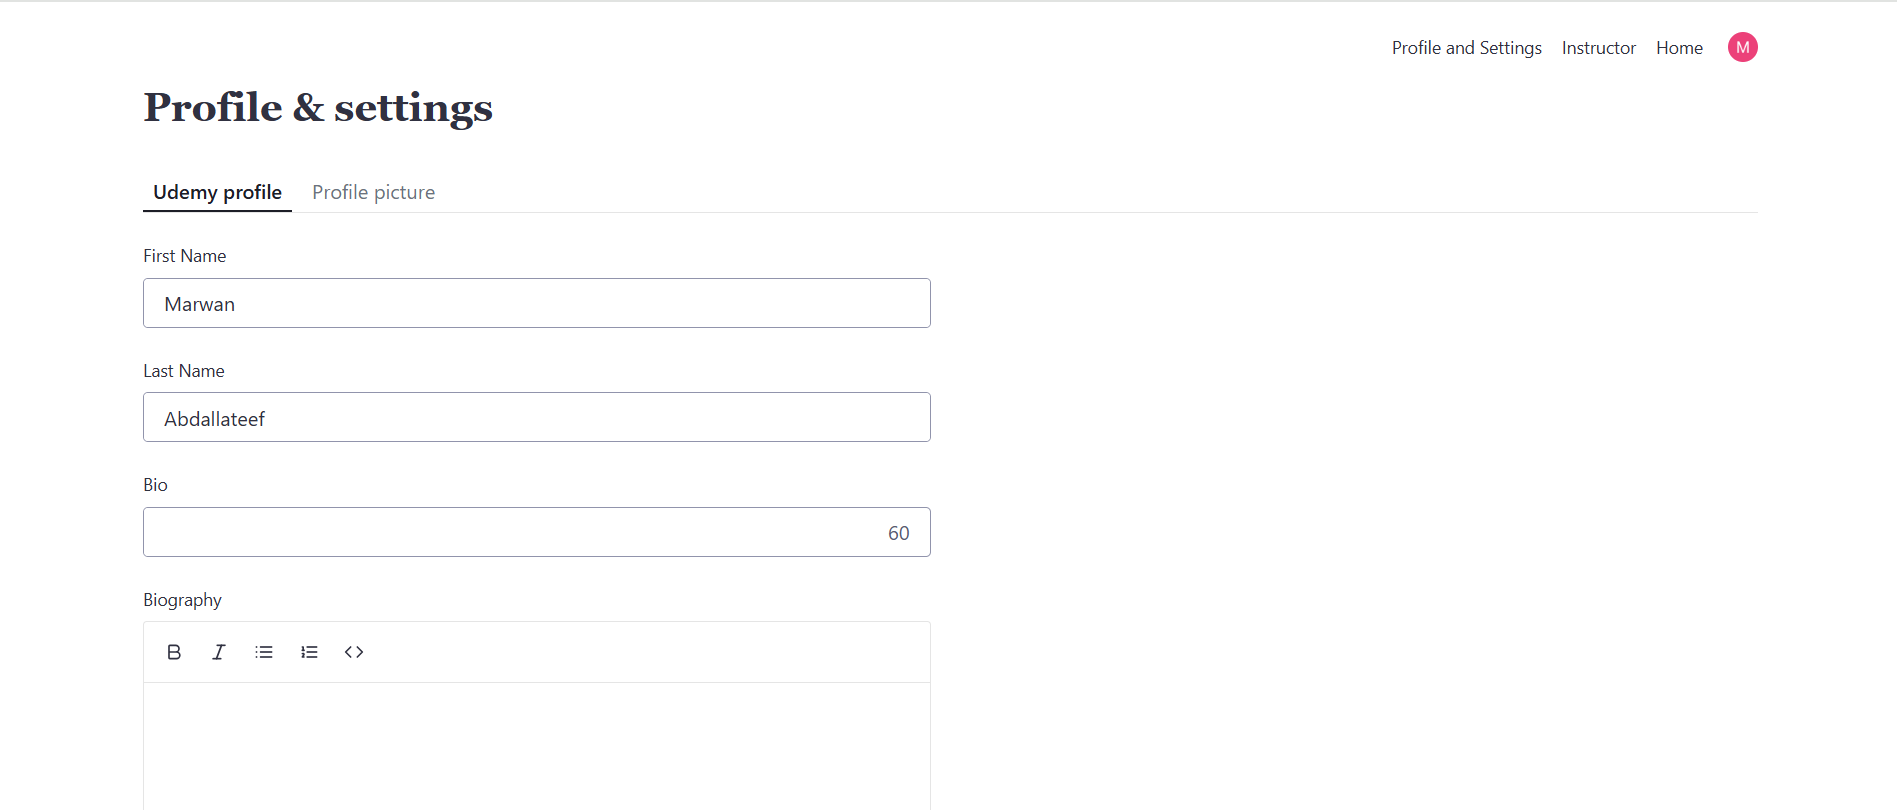 Profile and Settings Instructor Home M
Profile & settings
Udemy profile Profile picture
First Name
Marwan
Last Name
Abdallateef
Bio
60
Biography
B I